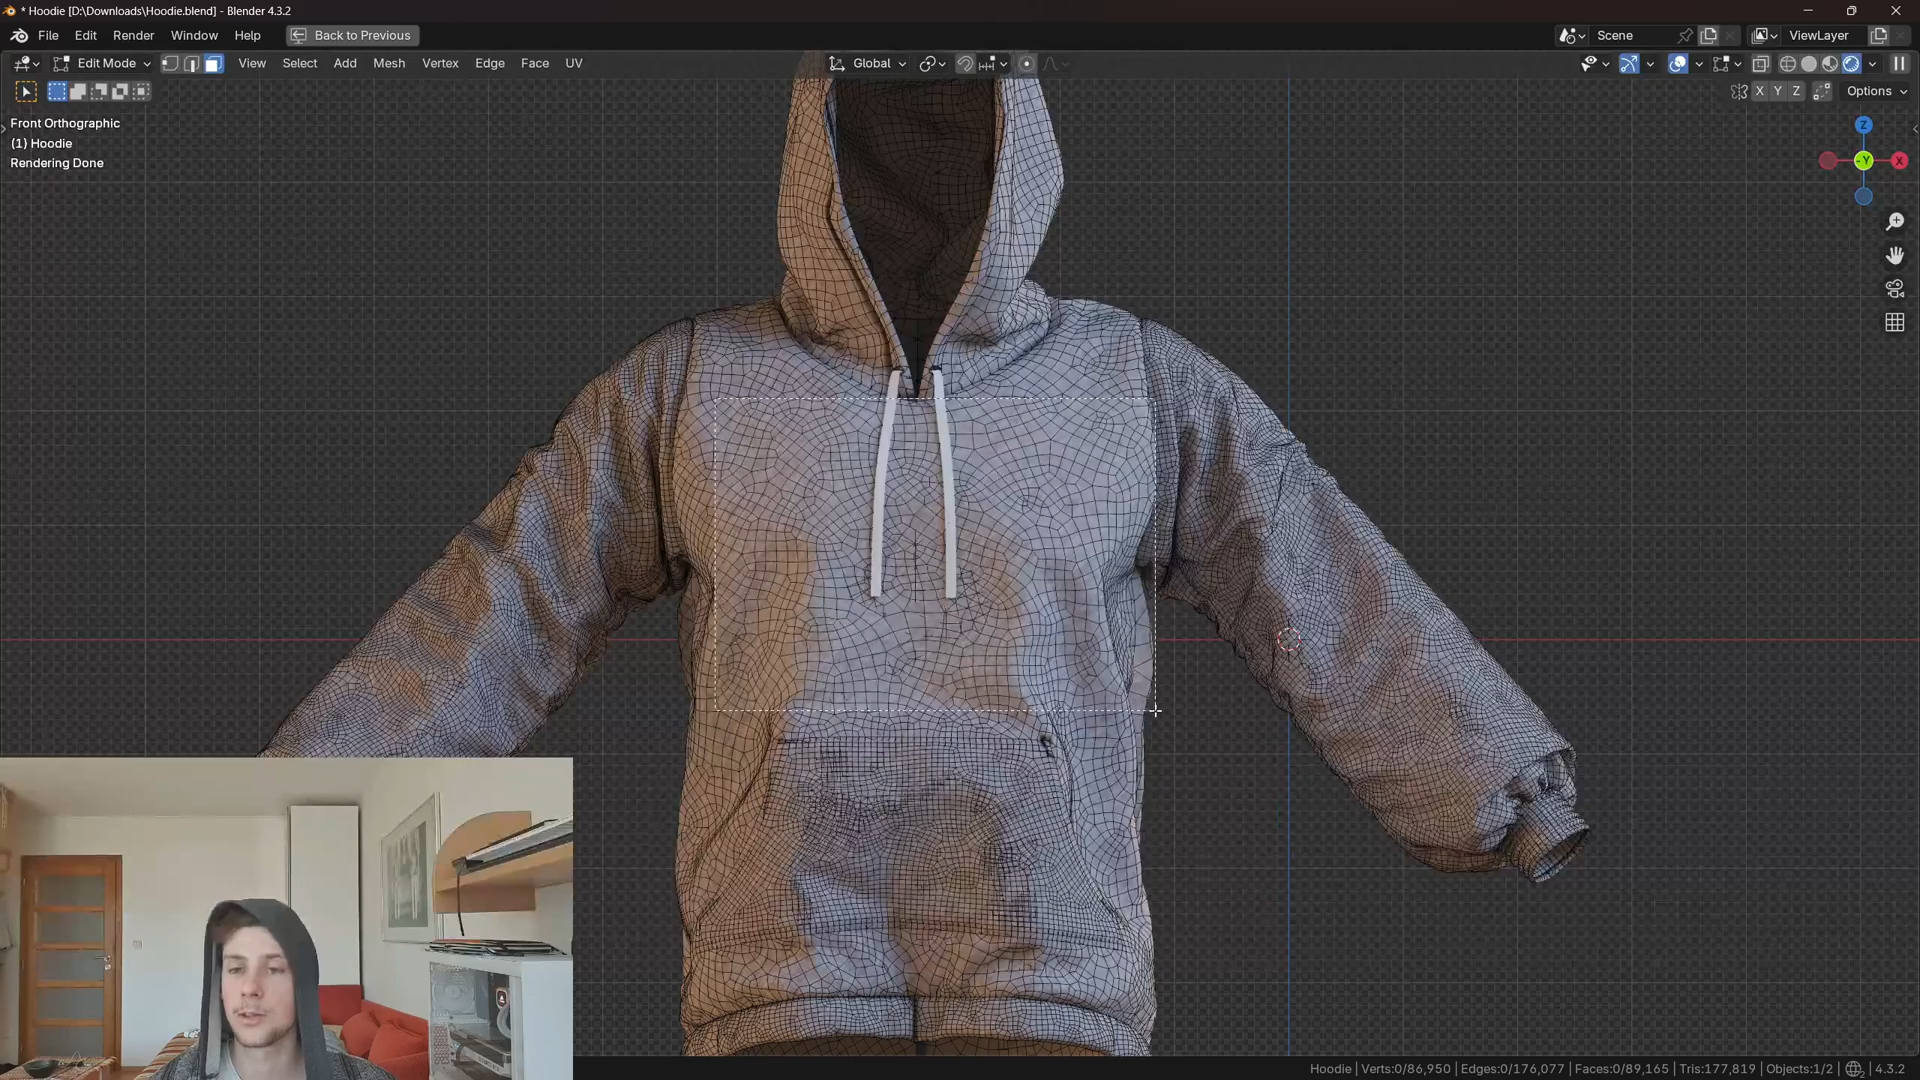 * Hoodie [D:\Downloads\Hoodie.blend] - Blender 4.3.2
File Edit Render Window Help Back to Previous Scene ViewLayer
Edit Mode View Select Add Mesh Vertex Edge Face UV Global
X Y Z Options
Front Orthographic
(1) Hoodie
Rendering Done
Z
-Y X
Hoodie | Verts:0/86,950 | Edges:0/176,077 | Faces:0/89,165 | Tris:177,819 | Objects:1/2 | 4.3.2